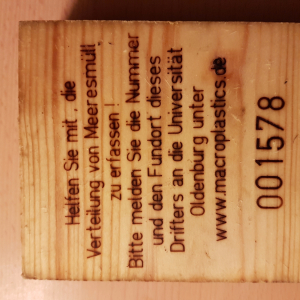 Helfen Sie mit , die
Verteilung von Meeresmüll
zu erfassen !
Bitte melden Sie die Nummer
und den Fundort dieses
Drifters an die Universität
Oldenburg unter
www.macroplastics.de
001578